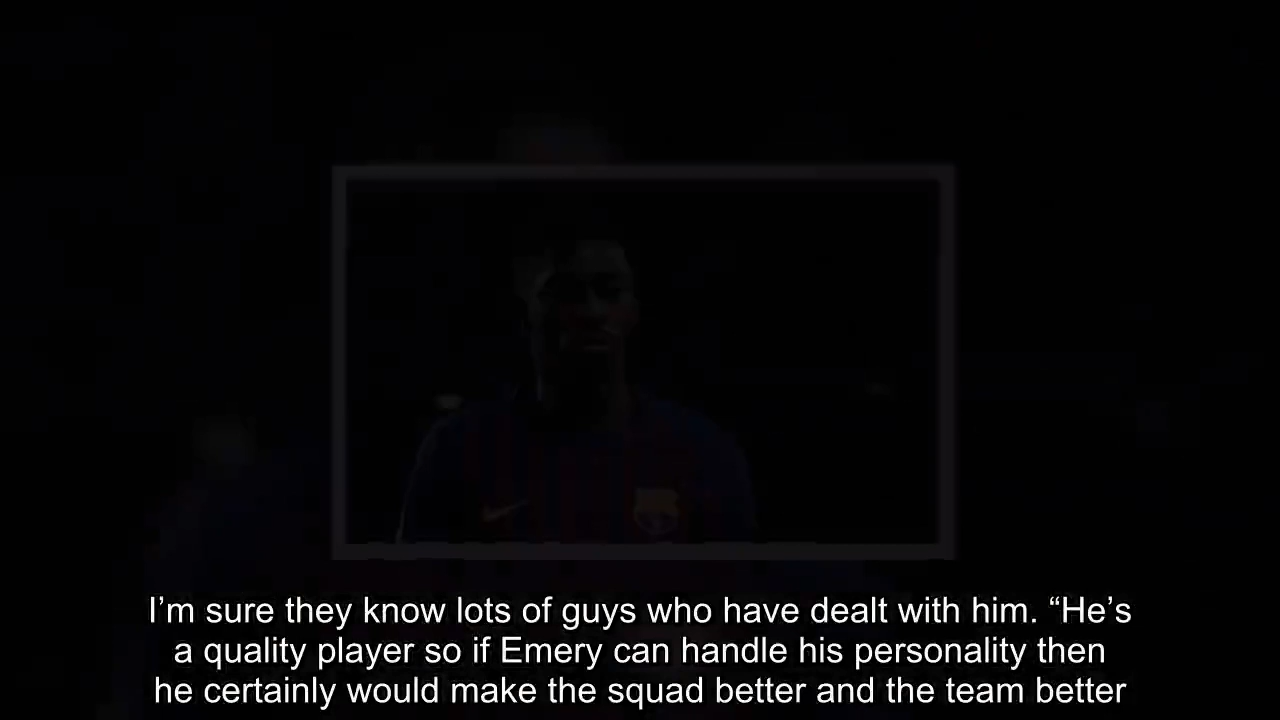 I’m sure they know lots of guys who have dealt with him. “He’s
a quality player so if Emery can handle his personality then
he certainly would make the squad better and the team better